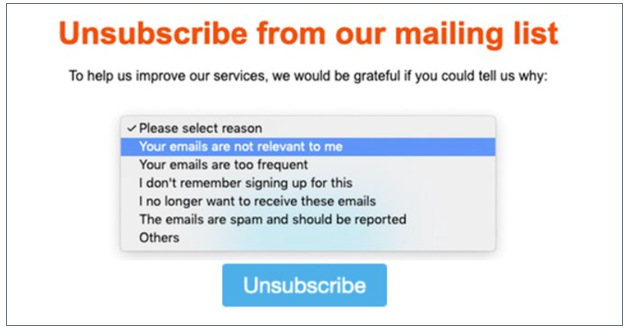 Unsubscribe from our mailing list
To help us improve our services, we would be grateful if you could tell us why:
✓ Please select reason
Your emails are not relevant to me
Your emails are too frequent
I don't remember signing up for this
I no longer want to receive these emails
The emails are spam and should be reported
Others
Unsubscribe